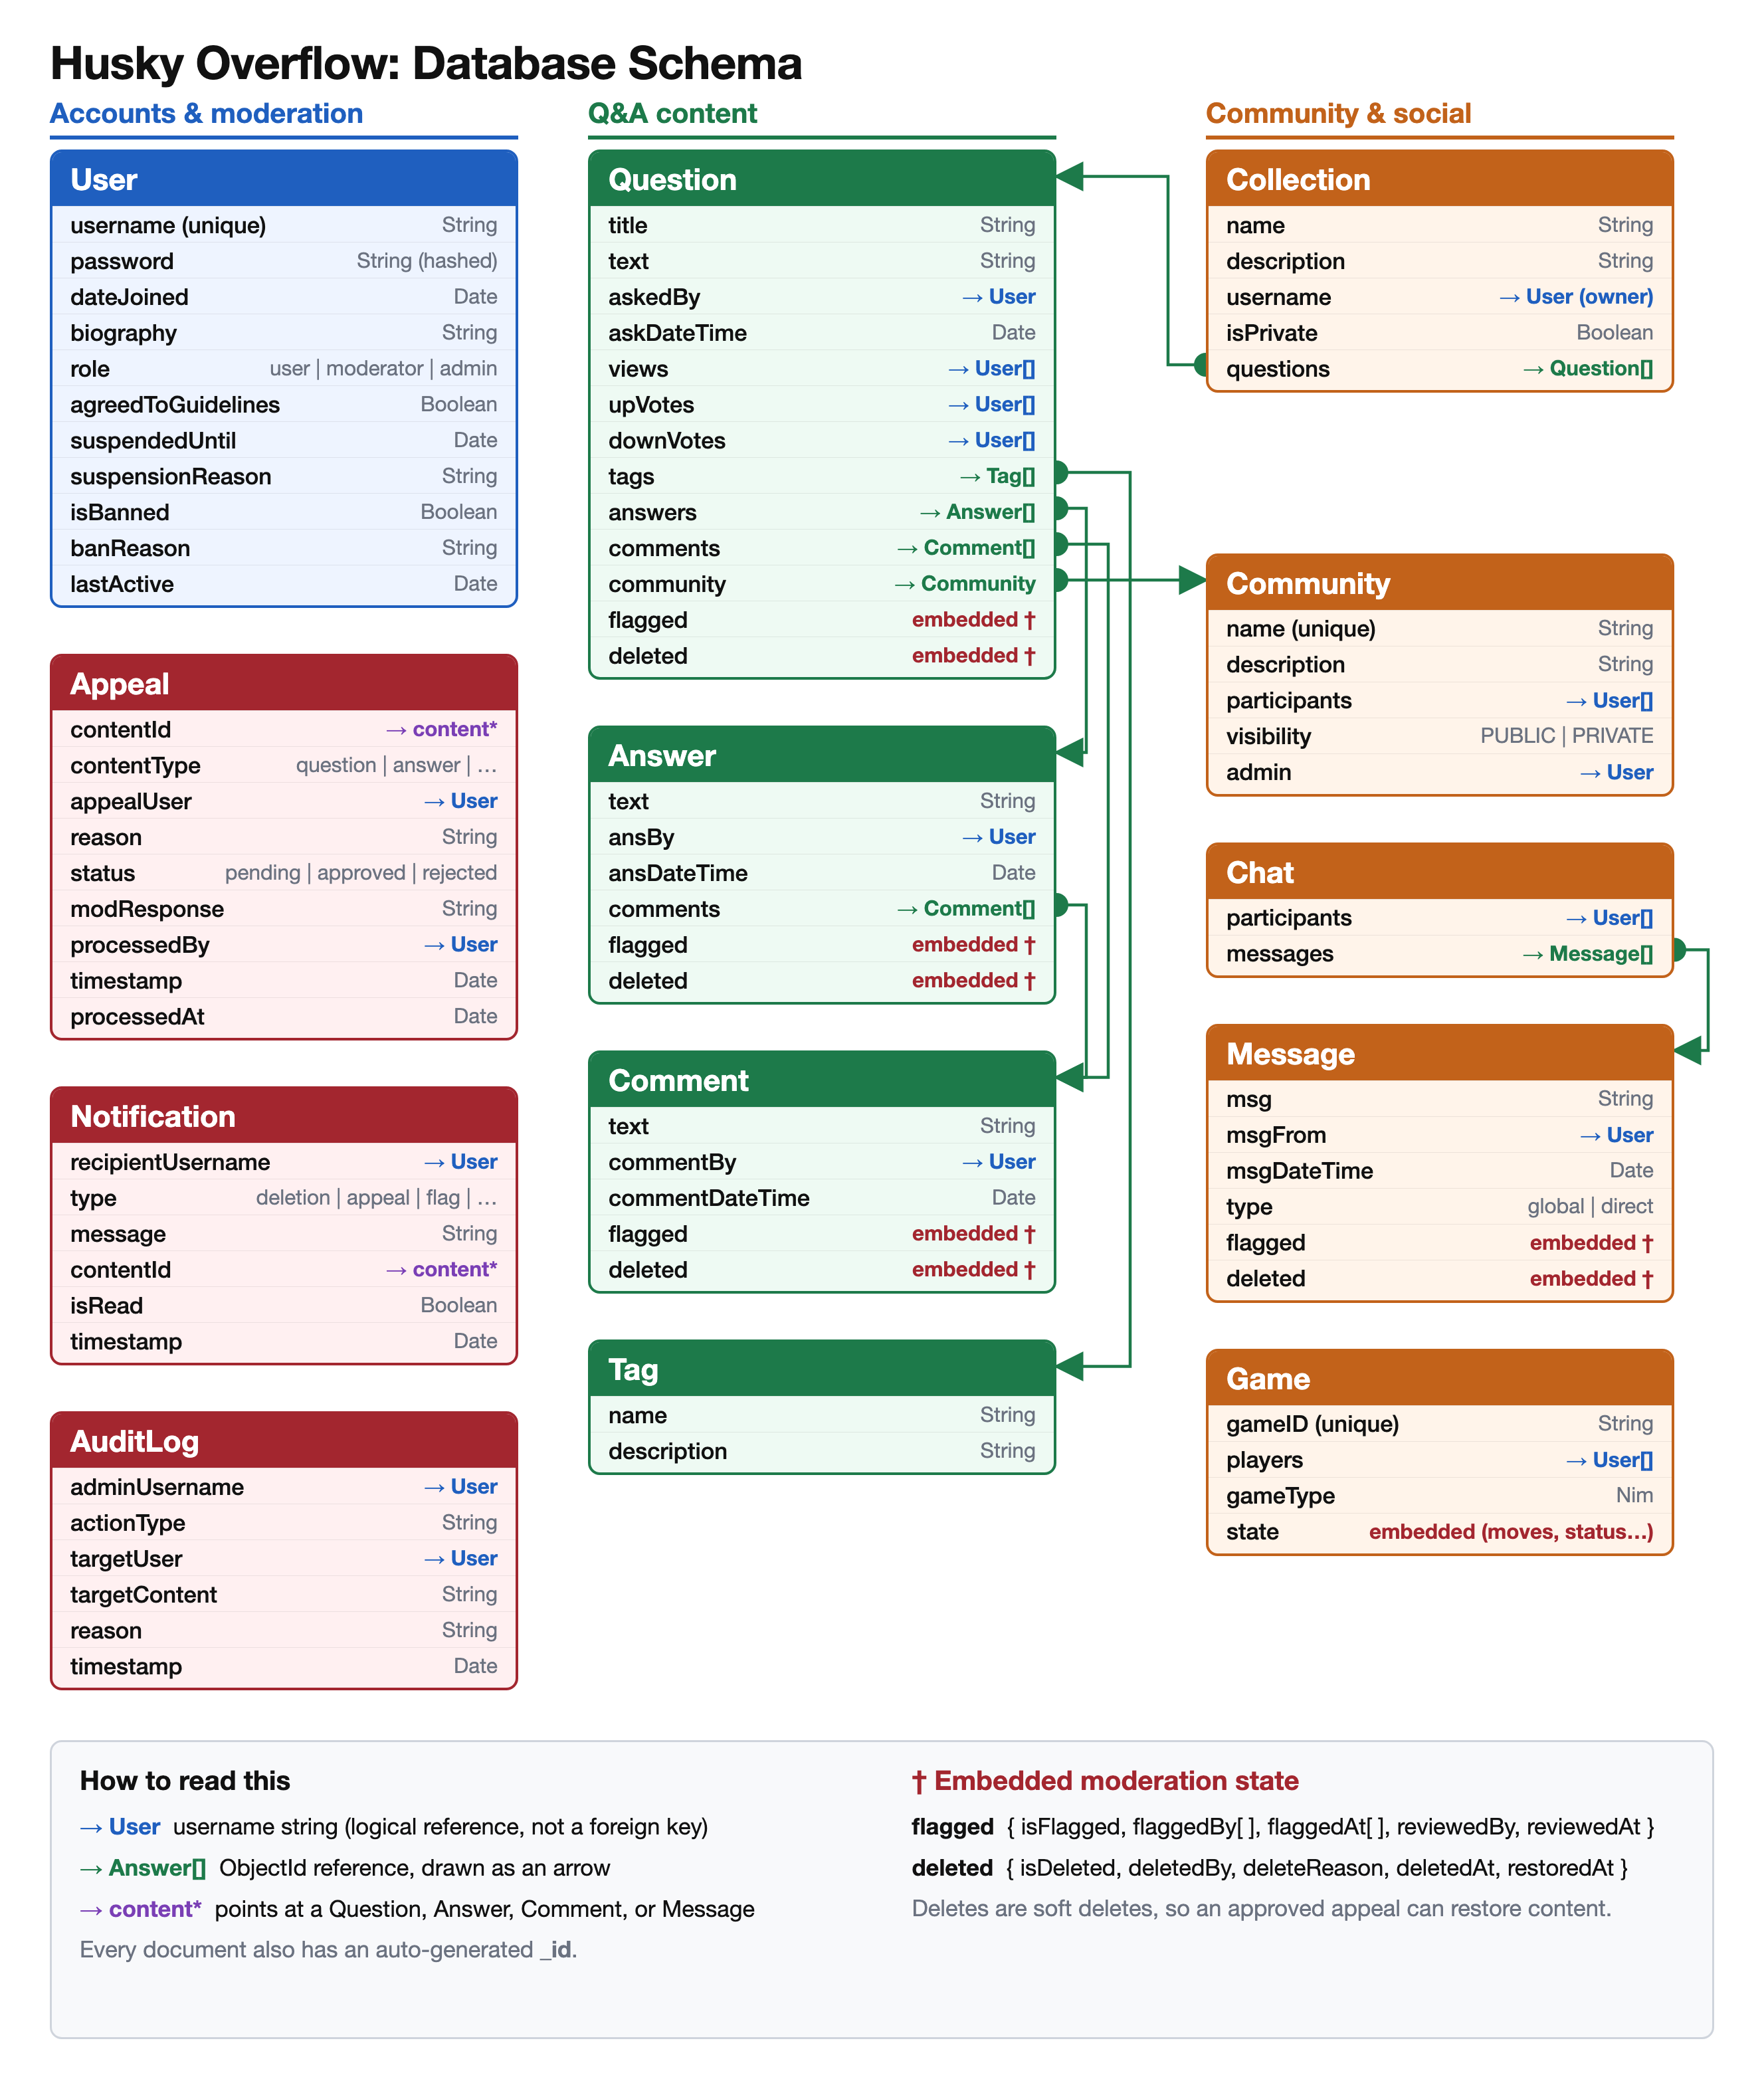 Husky Overflow: Database Schema
Accounts & moderation
User
username (unique) String
password String (hashed)
dateJoined Date
biography String
role user | moderator | admin
agreedToGuidelines Boolean
suspendedUntil Date
suspensionReason String
isBanned Boolean
banReason String
lastActive Date
Appeal
contentId → content*
contentType question | answer | …
appealUser → User
reason String
status pending | approved | rejected
modResponse String
processedBy → User
timestamp Date
processedAt Date
Notification
recipientUsername → User
type deletion | appeal | flag | …
message String
contentId → content*
isRead Boolean
timestamp Date
AuditLog
adminUsername → User
actionType String
targetUser → User
targetContent String
reason String
timestamp Date
Q&A content
Question
title String
text String
askedBy → User
askDateTime Date
views → User[]
upVotes → User[]
downVotes → User[]
tags → Tag[]
answers → Answer[]
comments → Comment[]
community → Community
flagged embedded †
deleted embedded †
Answer
text String
ansBy → User
ansDateTime Date
comments → Comment[]
flagged embedded †
deleted embedded †
Comment
text String
commentBy → User
commentDateTime Date
flagged embedded †
deleted embedded †
Tag
name String
description String
Community & social
Collection
name String
description String
username → User (owner)
isPrivate Boolean
questions → Question[]
Community
name (unique) String
description String
participants → User[]
visibility PUBLIC | PRIVATE
admin → User
Chat
participants → User[]
messages → Message[]
Message
msg String
msgFrom → User
msgDateTime Date
type global | direct
flagged embedded †
deleted embedded †
Game
gameID (unique) String
players → User[]
gameType Nim
state embedded (moves, status…)
How to read this
→ User username string (logical reference, not a foreign key)
→ Answer[] ObjectId reference, drawn as an arrow
→ content* points at a Question, Answer, Comment, or Message
Every document also has an auto-generated _id.
† Embedded moderation state
flagged { isFlagged, flaggedBy[ ], flaggedAt[ ], reviewedBy, reviewedAt }
deleted { isDeleted, deletedBy, deleteReason, deletedAt, restoredAt }
Deletes are soft deletes, so an approved appeal can restore content.